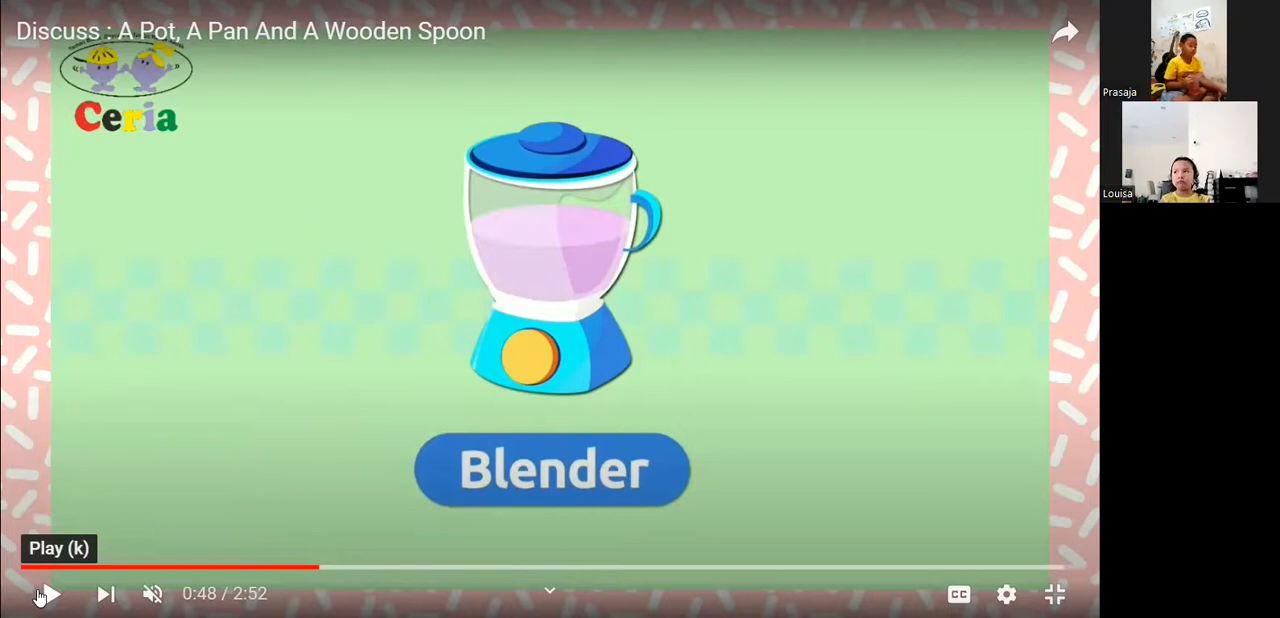 Discuss : A Pot, A Pan And A Wooden Spoon
Ceria
Prasaja
Louisa
Blender
Play (k)
0:48 / 2:52
CC